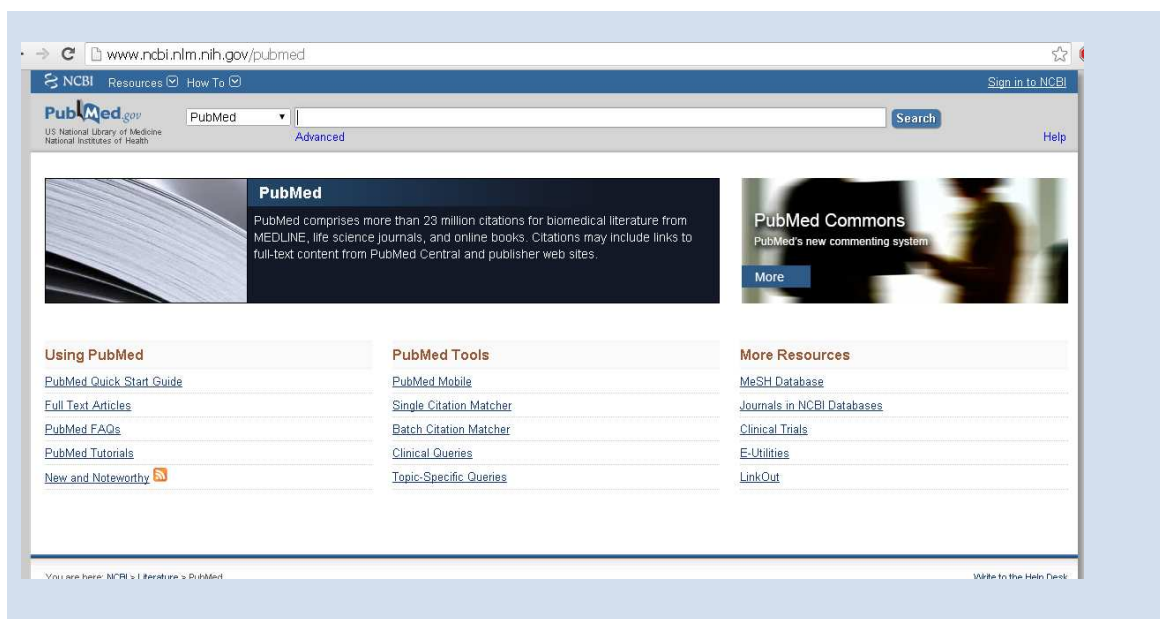 www.ncbi.nlm.nih.gov/pubmed
NCBI Resources How To Sign in to NCBI
PubMed.gov
US National Library of Medicine
National Institutes of Health
PubMed Search
Advanced Help
PubMed
PubMed comprises more than 23 million citations for biomedical literature from
MEDLINE, life science journals, and online books. Citations may include links to
full-text content from PubMed Central and publisher web sites.
PubMed Commons
PubMed's new commenting system
More
Using PubMed
PubMed Quick Start Guide
Full Text Articles
PubMed FAQs
PubMed Tutorials
New and Noteworthy
PubMed Tools
PubMed Mobile
Single Citation Matcher
Batch Citation Matcher
Clinical Queries
Topic-Specific Queries
More Resources
MeSH Database
Journals in NCBI Databases
Clinical Trials
E-Utilities
LinkOut
You are here: NCBI > Literature > PubMed Write to the Help Desk